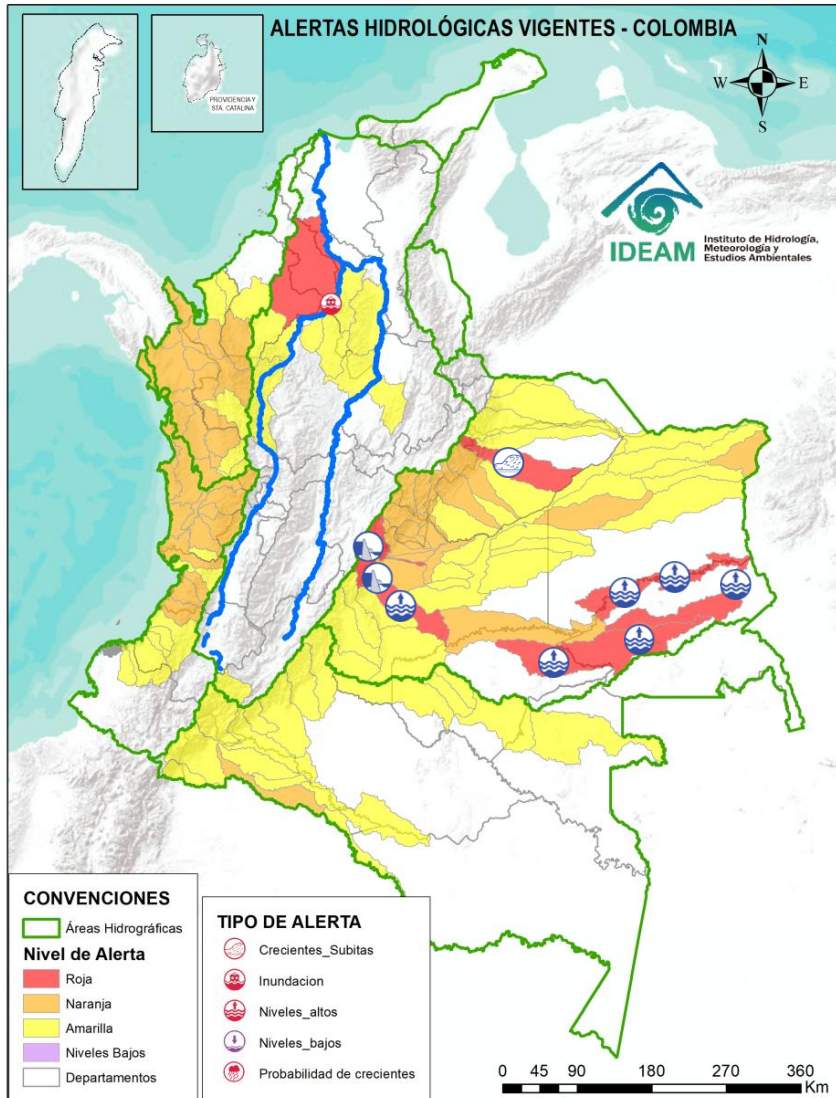 ALERTAS HIDROLÓGICAS VIGENTES - COLOMBIA
PROVIDENCIA Y
STA. CATALINA
N
W
E
S
IDEAM
Instituto de Hidrología,
Meteorología y
Estudios Ambientales
CONVENCIONES
Áreas Hidrográficas
Nivel de Alerta
Roja
Naranja
Amarilla
Niveles Bajos
Departamentos
TIPO DE ALERTA
Crecientes_Subitas
Inundacion
Niveles_altos
Niveles_bajos
Probabilidad de crecientes
0 45 90 180 270 360
Km